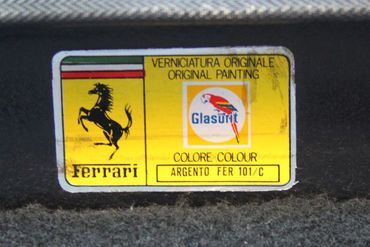 VERNICIATURA ORIGINALE
ORIGINAL PAINTING
Glasurit
COLORE-COLOUR
Ferrari
ARGENTO FER 101/C